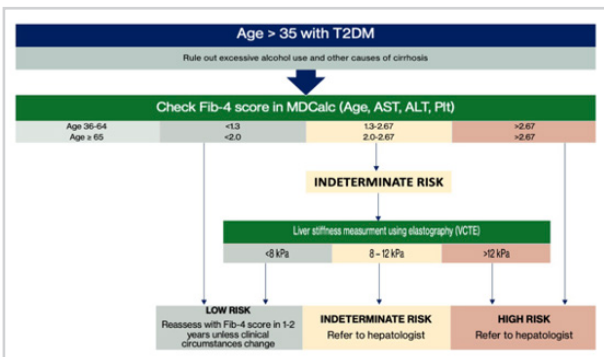 Age > 35 with T2DM
Rule out excessive alcohol use and other causes of cirrhosis
Check Fib-4 score in MDCalc (Age, AST, ALT, Plt)
Age 36-64 <1.3 1.3-2.67 >2.67
Age ≥ 65 <2.0 2.0-2.67 >2.67
INDETERMINATE RISK
Liver stiffness measurment using elastography (VCTE)
<8 kPa 8 – 12 kPa >12 kPa
LOW RISK
Reassess with Fib-4 score in 1-2
years unless clinical
circumstances change
INDETERMINATE RISK
Refer to hepatologist
HIGH RISK
Refer to hepatologist